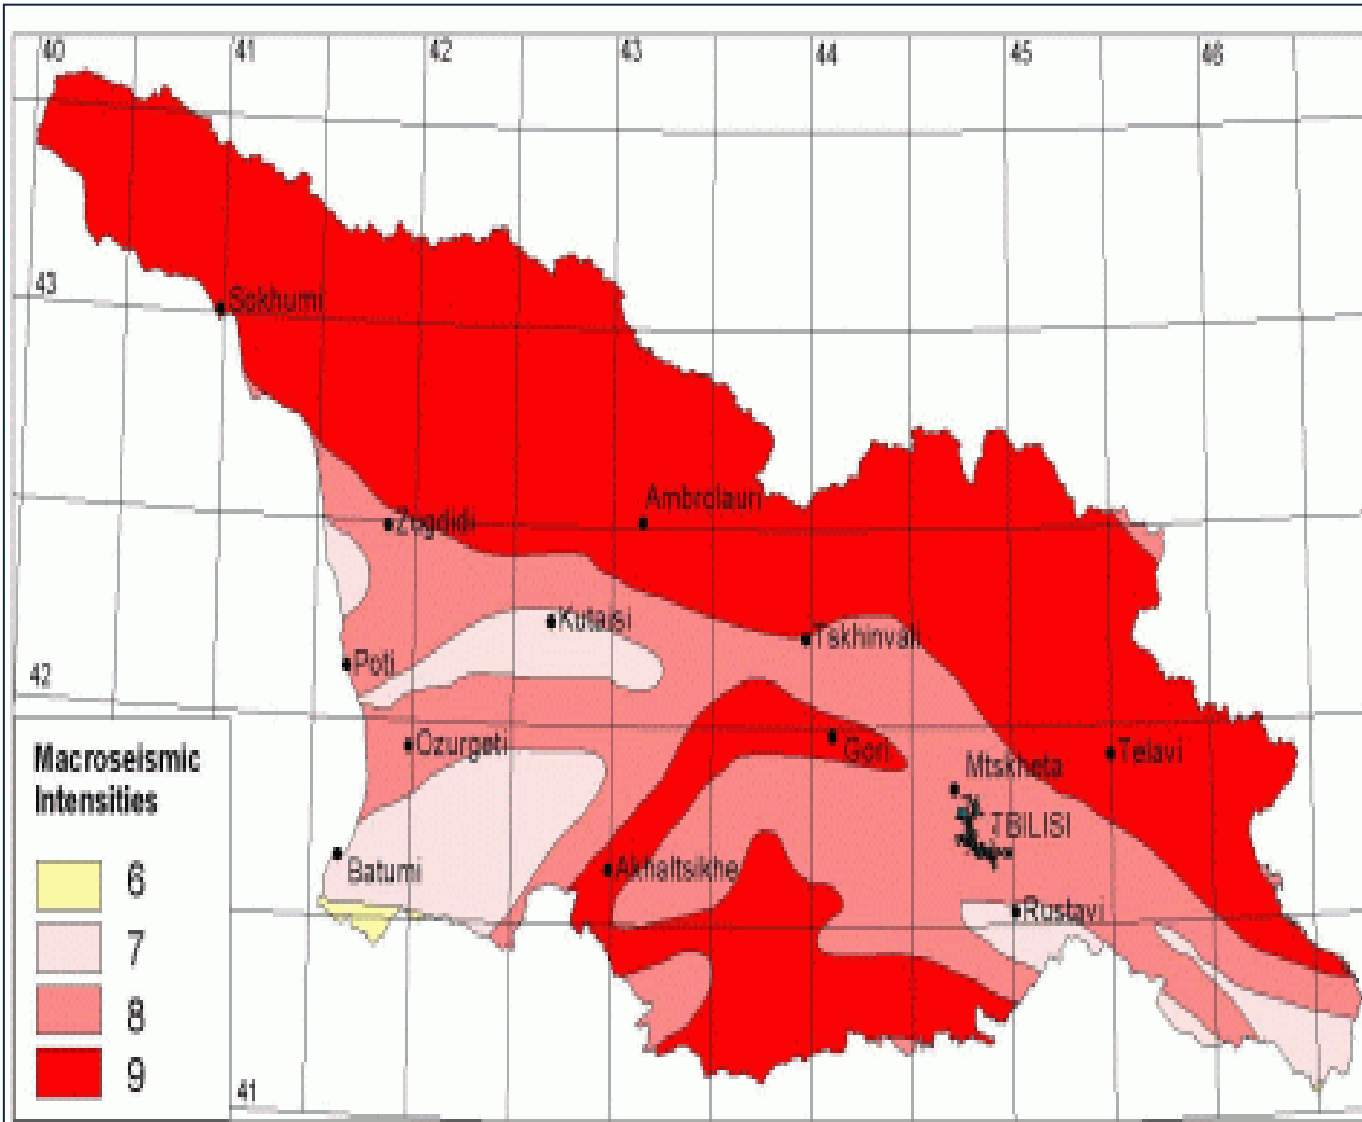 40 41 42 43 44 45 46
43
Sokhumi
Ambrolauri
Zugdidi
Kutaisi
Tskhinvali
Poti
42
Ozurgeti
Gori
Telavi
Mtskheta
TBILISI
Batumi
Akhaltsikhe
Rustavi
Macroseismic
Intensities
6
7
8
9
41